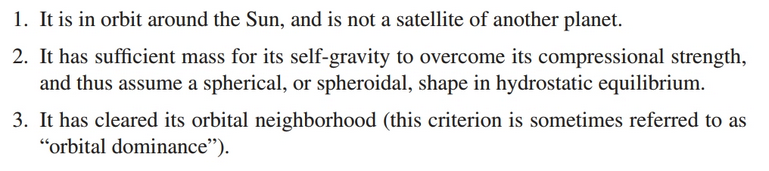 1. It is in orbit around the Sun, and is not a satellite of another planet.
2. It has sufficient mass for its self-gravity to overcome its compressional strength,
and thus assume a spherical, or spheroidal, shape in hydrostatic equilibrium.
3. It has cleared its orbital neighborhood (this criterion is sometimes referred to as
“orbital dominance”).